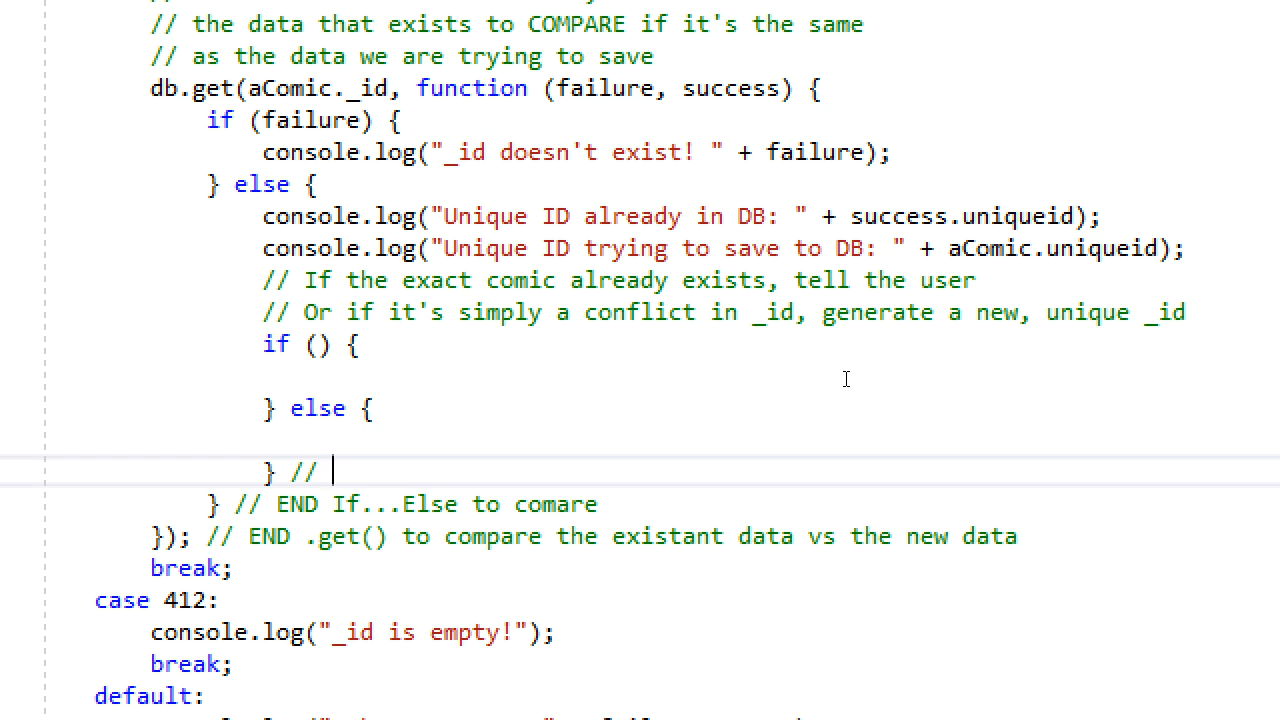 // the data that exists to COMPARE if it's the same
// as the data we are trying to save
db.get(aComic._id, function (failure, success) {
if (failure) {
console.log("_id doesn't exist! " + failure);
} else {
console.log("Unique ID already in DB: " + success.uniqueid);
console.log("Unique ID trying to save to DB: " + aComic.uniqueid);
// If the exact comic already exists, tell the user
// Or if it's simply a conflict in _id, generate a new, unique _id
if () {
} else {
} //
} // END If...Else to comare
}); // END .get() to compare the existant data vs the new data
break;
case 412:
console.log("_id is empty!");
break;
default: